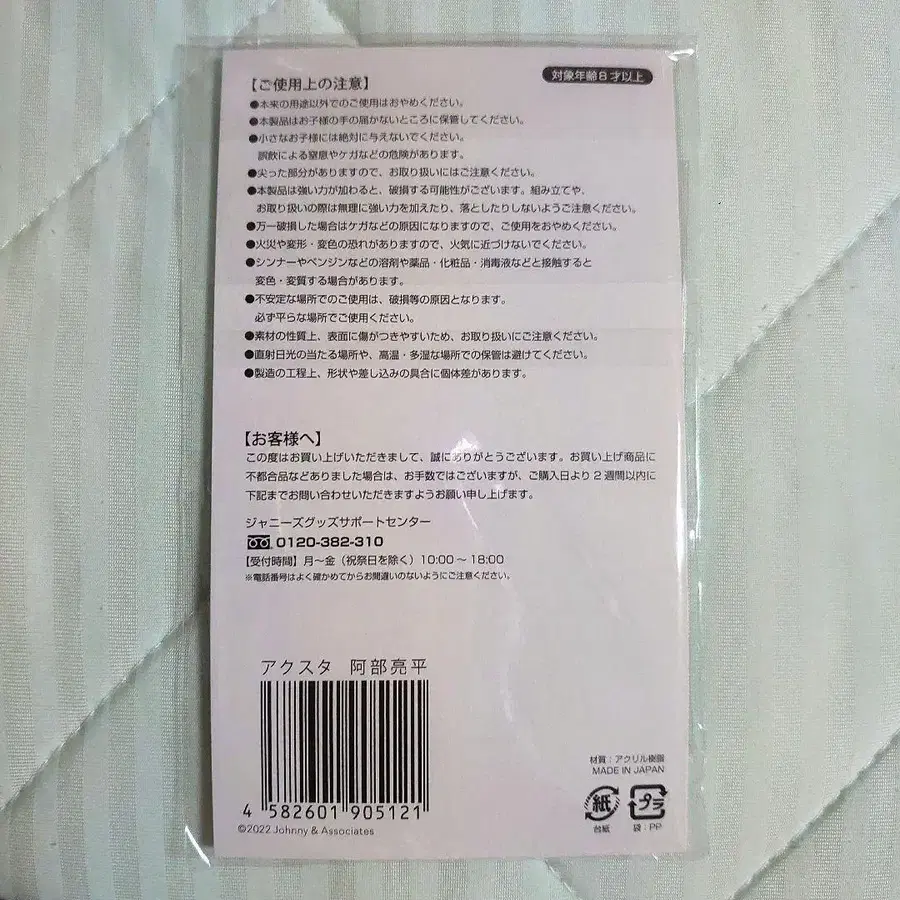 対象年齢8才以上
【ご使用上の注意】
●本来の用途以外でのご使用はおやめください。
●本製品はお子様の手の届かないところに保管してください。
●小さなお子様には絶対に与えないでください。
誤飲による窒息やケガなどの危険があります。
●尖った部分がありますので、お取り扱いにはご注意ください。
●本製品は強い力が加わると、破損する可能性がございます。組み立てや、
お取り扱いの際は無理に強い力を加えたり、落としたりしないようご注意ください。
●万一破損した場合はケガなどの原因になりますので、ご使用をおやめください。
●火災や変形・変色の恐れがありますので、火気に近づけないでください。
●シンナーやベンジンなどの溶剤や薬品・化粧品・消毒液などと接触すると
変色・変質する場合があります。
●不安定な場所でのご使用は、破損等の原因となります。
必ず平らな場所でご使用ください。
●素材の性質上、表面に傷がつきやすいため、お取り扱いにご注意ください。
●直射日光の当たる場所や、高温・多湿な場所での保管は避けてください。
●製造の工程上、形状や差し込みの具合に個体差があります。
【お客様へ】
この度はお買い上げいただきまして、誠にありがとうございます。お買い上げ商品に
不都合品などありました場合は、お手数ではございますが、ご購入日より2週間以内に
下記までお問い合わせいただきますようお願い申し上げます。
ジャニーズグッズサポートセンター
0120-382-310
【受付時間】月～金（祝祭日を除く）10:00～18:00
※電話番号はよく確かめてからお間違いのないようにご注意ください。
アクスタ 阿部亮平
4 582601 905121
©2022 Johnny & Associates
材質：アクリル樹脂
MADE IN JAPAN
紙 プラ
台紙 袋：PP